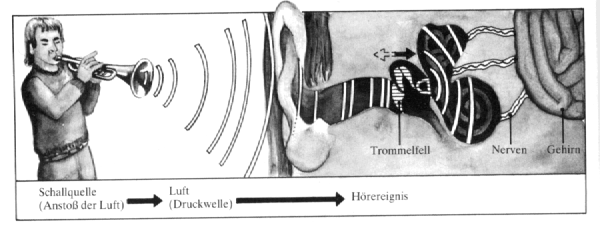 Trommelfell Nerven Gehirn
Schallquelle
(Anstoß der Luft)
Luft
(Druckwelle)
Hörereignis